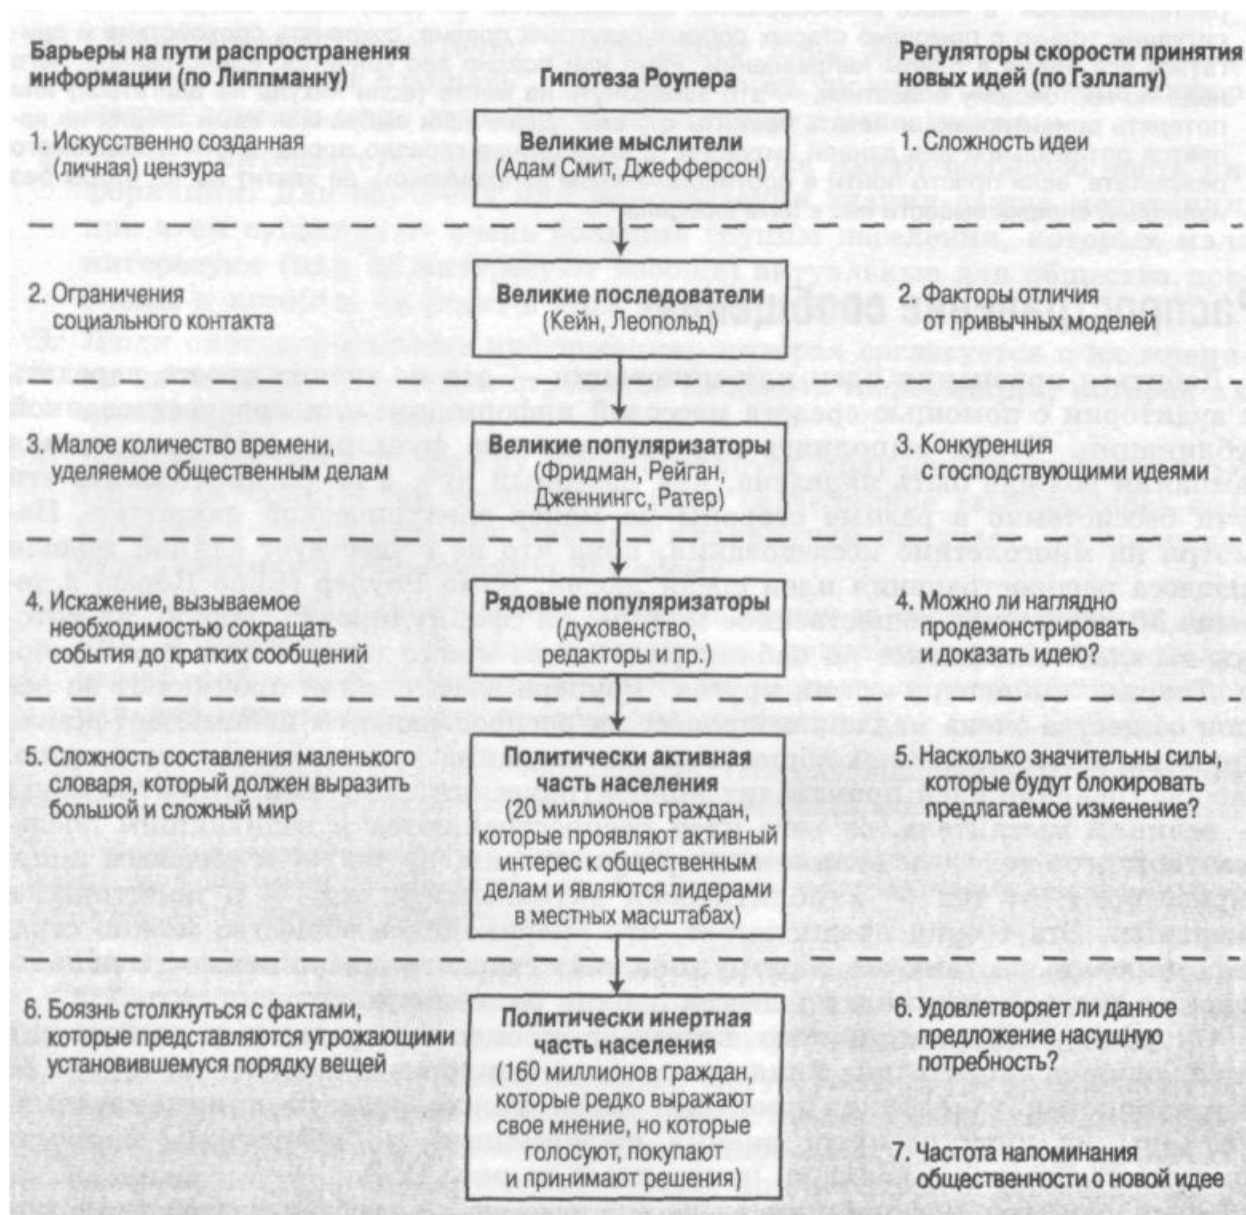 Барьеры на пути распространения
информации (по Липпманну)
Гипотеза Роупера
Регуляторы скорости принятия
новых идей (по Гэллапу)
1. Искусственно созданная
(личная) цензура
Великие мыслители
(Адам Смит, Джефферсон)
1. Сложность идеи
2. Ограничения
социального контакта
Великие последователи
(Кейн, Леопольд)
2. Факторы отличия
от привычных моделей
3. Малое количество времени,
уделяемое общественным делам
Великие популяризаторы
(Фридман, Рейган,
Дженнингс, Ратер)
3. Конкуренция
с господствующими идеями
4. Искажение, вызываемое
необходимостью сокращать
события до кратких сообщений
Рядовые популяризаторы
(духовенство,
редакторы и пр.)
4. Можно ли наглядно
продемонстрировать
и доказать идею?
5. Сложность составления маленького
словаря, который должен выразить
большой и сложный мир
Политически активная
часть населения
(20 миллионов граждан,
которые проявляют активный
интерес к общественным
делам и являются лидерами
в местных масштабах)
5. Насколько значительны силы,
которые будут блокировать
предлагаемое изменение?
6. Боязнь столкнуться с фактами,
которые представляются угрожающими
установившемуся порядку вещей
Политически инертная
часть населения
(160 миллионов граждан,
которые редко выражают
свое мнение, но которые
голосуют, покупают
и принимают решения)
6. Удовлетворяет ли данное
предложение насущную
потребность?
7. Частота напоминания
общественности о новой идее